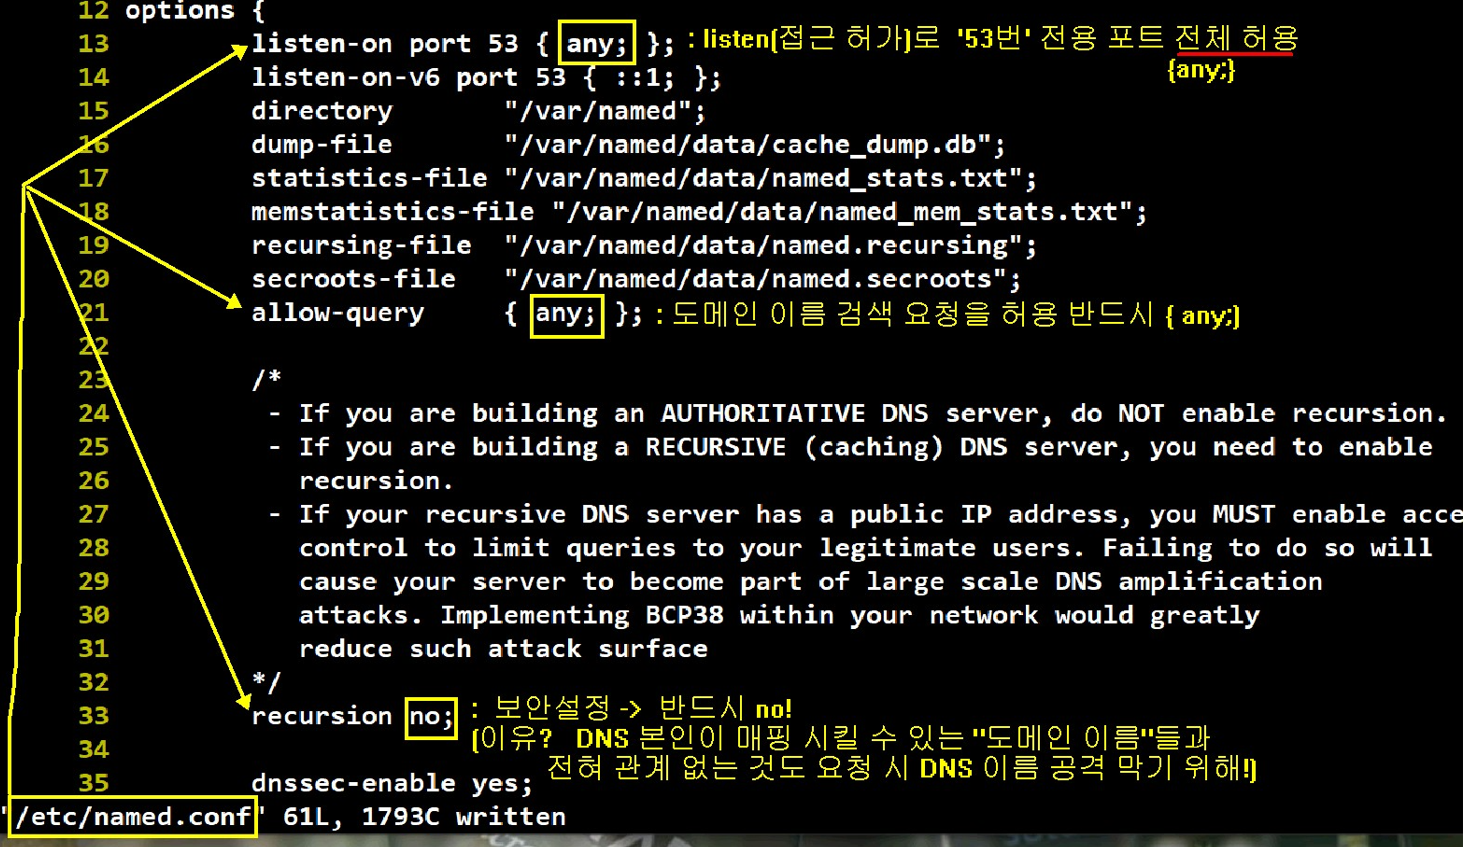 12 options {
13 listen-on port 53 { any; }; : listen(접근 허가)로 '53번' 전용 포트 전체 허용
{any;}
14 listen-on-v6 port 53 { ::1; };
15 directory "/var/named";
16 dump-file "/var/named/data/cache_dump.db";
17 statistics-file "/var/named/data/named_stats.txt";
18 memstatistics-file "/var/named/data/named_mem_stats.txt";
19 recursing-file "/var/named/data/named.recursing";
20 secroots-file "/var/named/data/named.secroots";
21 allow-query { any; }; : 도메인 이름 검색 요청을 허용 반드시 { any;}
22
23 /*
24 - If you are building an AUTHORITATIVE DNS server, do NOT enable recursion.
25 - If you are building a RECURSIVE (caching) DNS server, you need to enable
26 recursion.
27 - If your recursive DNS server has a public IP address, you MUST enable acce
28 control to limit queries to your legitimate users. Failing to do so will
29 cause your server to become part of large scale DNS amplification
30 attacks. Implementing BCP38 within your network would greatly
31 reduce such attack surface
32 */
33 recursion no; : 보안설정 -> 반드시 no!
34 (이유? DNS 본인이 매핑 시킬 수 있는 "도메인 이름"들과
전혀 관계 없는 것도 요청 시 DNS 이름 공격 막기 위해!)
35 dnssec-enable yes;
"/etc/named.conf" 61L, 1793C written